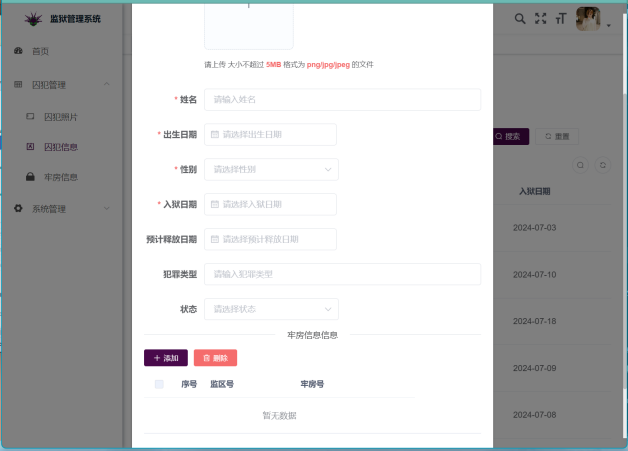 监狱管理系统
首页
囚犯管理
囚犯照片
囚犯信息
牢房信息
系统管理
请上传 大小不超过 5MB 格式为 png/jpg/jpeg 的文件
* 姓名 请输入姓名
* 出生日期 请选择出生日期
* 性别 请选择性别
* 入狱日期 请选择入狱日期
预计释放日期 请选择预计释放日期
犯罪类型 请输入犯罪类型
状态 请选择状态
牢房信息信息
+ 添加 删除
序号 监区号 牢房号
暂无数据
搜索 重置
入狱日期
2024-07-03
2024-07-10
2024-07-18
2024-07-09
2024-07-08